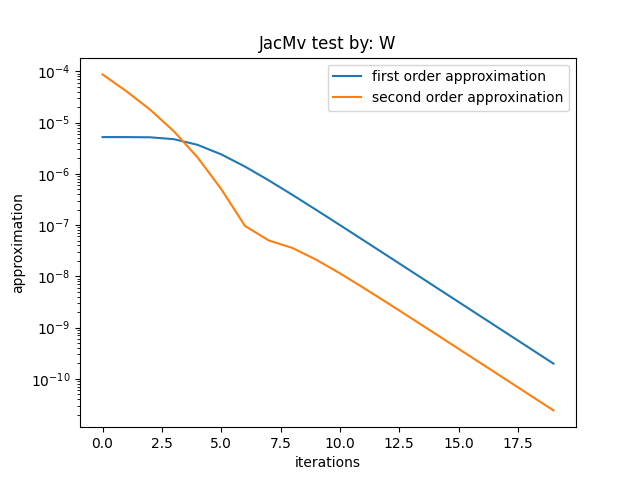 JacMv test by: W
first order approximation
second order approxination
approximation
10⁻⁴
10⁻⁵
10⁻⁶
10⁻⁷
10⁻⁸
10⁻⁹
10⁻¹⁰
0.0 2.5 5.0 7.5 10.0 12.5 15.0 17.5
iterations